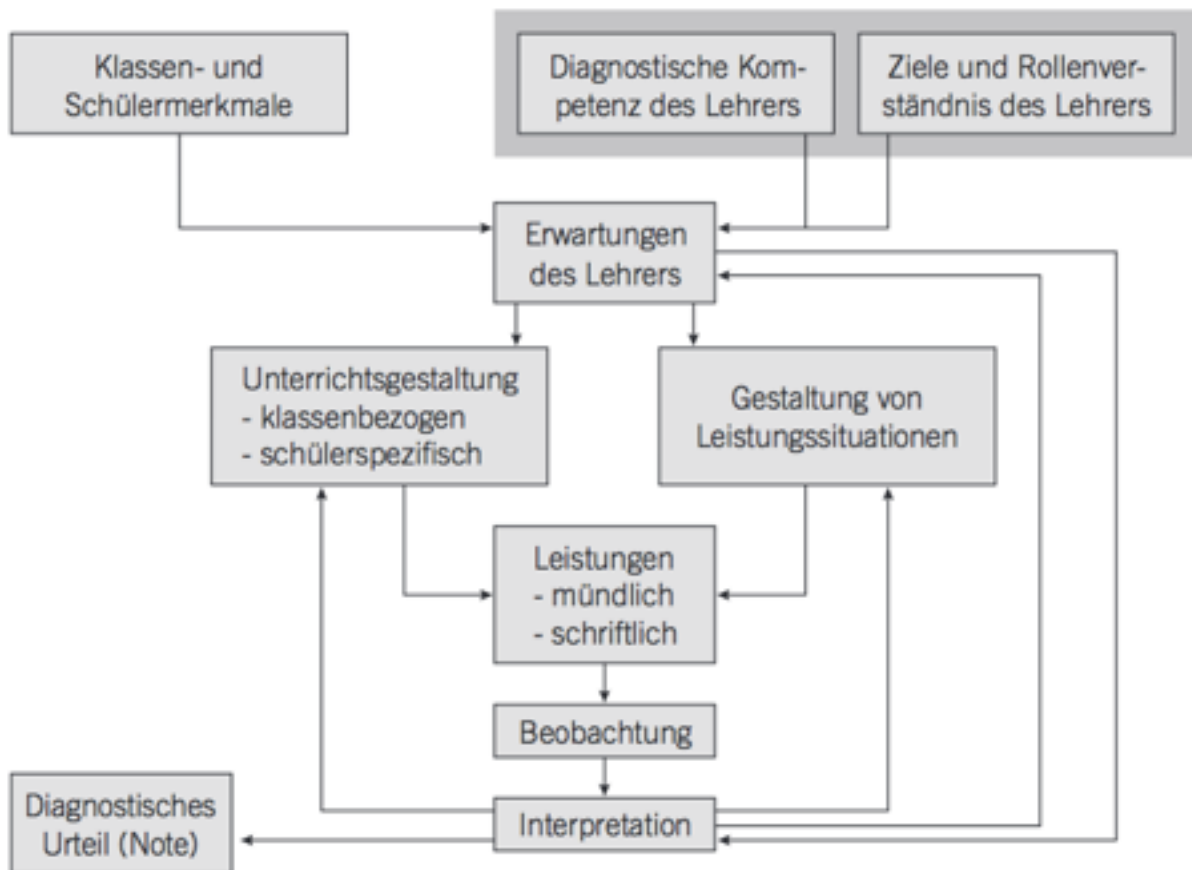 Klassen- und
Schülermerkmale
Diagnostische Kom-
petenz des Lehrers
Ziele und Rollenver-
ständnis des Lehrers
Erwartungen
des Lehrers
Unterrichtsgestaltung
- klassenbezogen
- schülerspezifisch
Gestaltung von
Leistungssituationen
Leistungen
- mündlich
- schriftlich
Beobachtung
Interpretation
Diagnostisches
Urteil (Note)